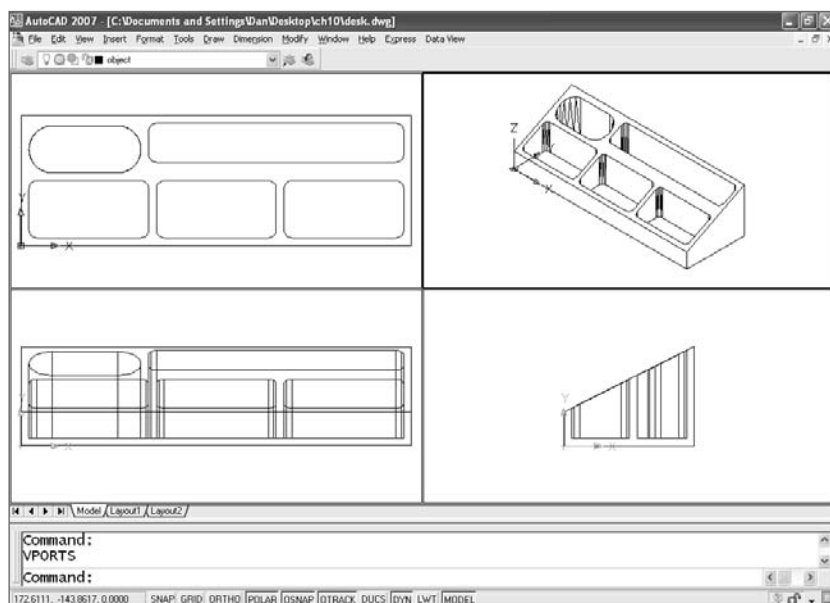 AutoCAD 2007 - [C:\Documents and Settings\Dan\Desktop\ch10\desk.dwg]
File Edit View Insert Format Tools Draw Dimension Modify Window Help Express Data View
object
Z
Y
X
Y
X
Y
X
Y
X
Model Layout1 Layout2
Command:
VPORTS
Command:
172.6111, -143.8617, 0.0000 SNAP GRID ORTHO POLAR OSNAP OTRACK DUCS DYN LWT MODEL